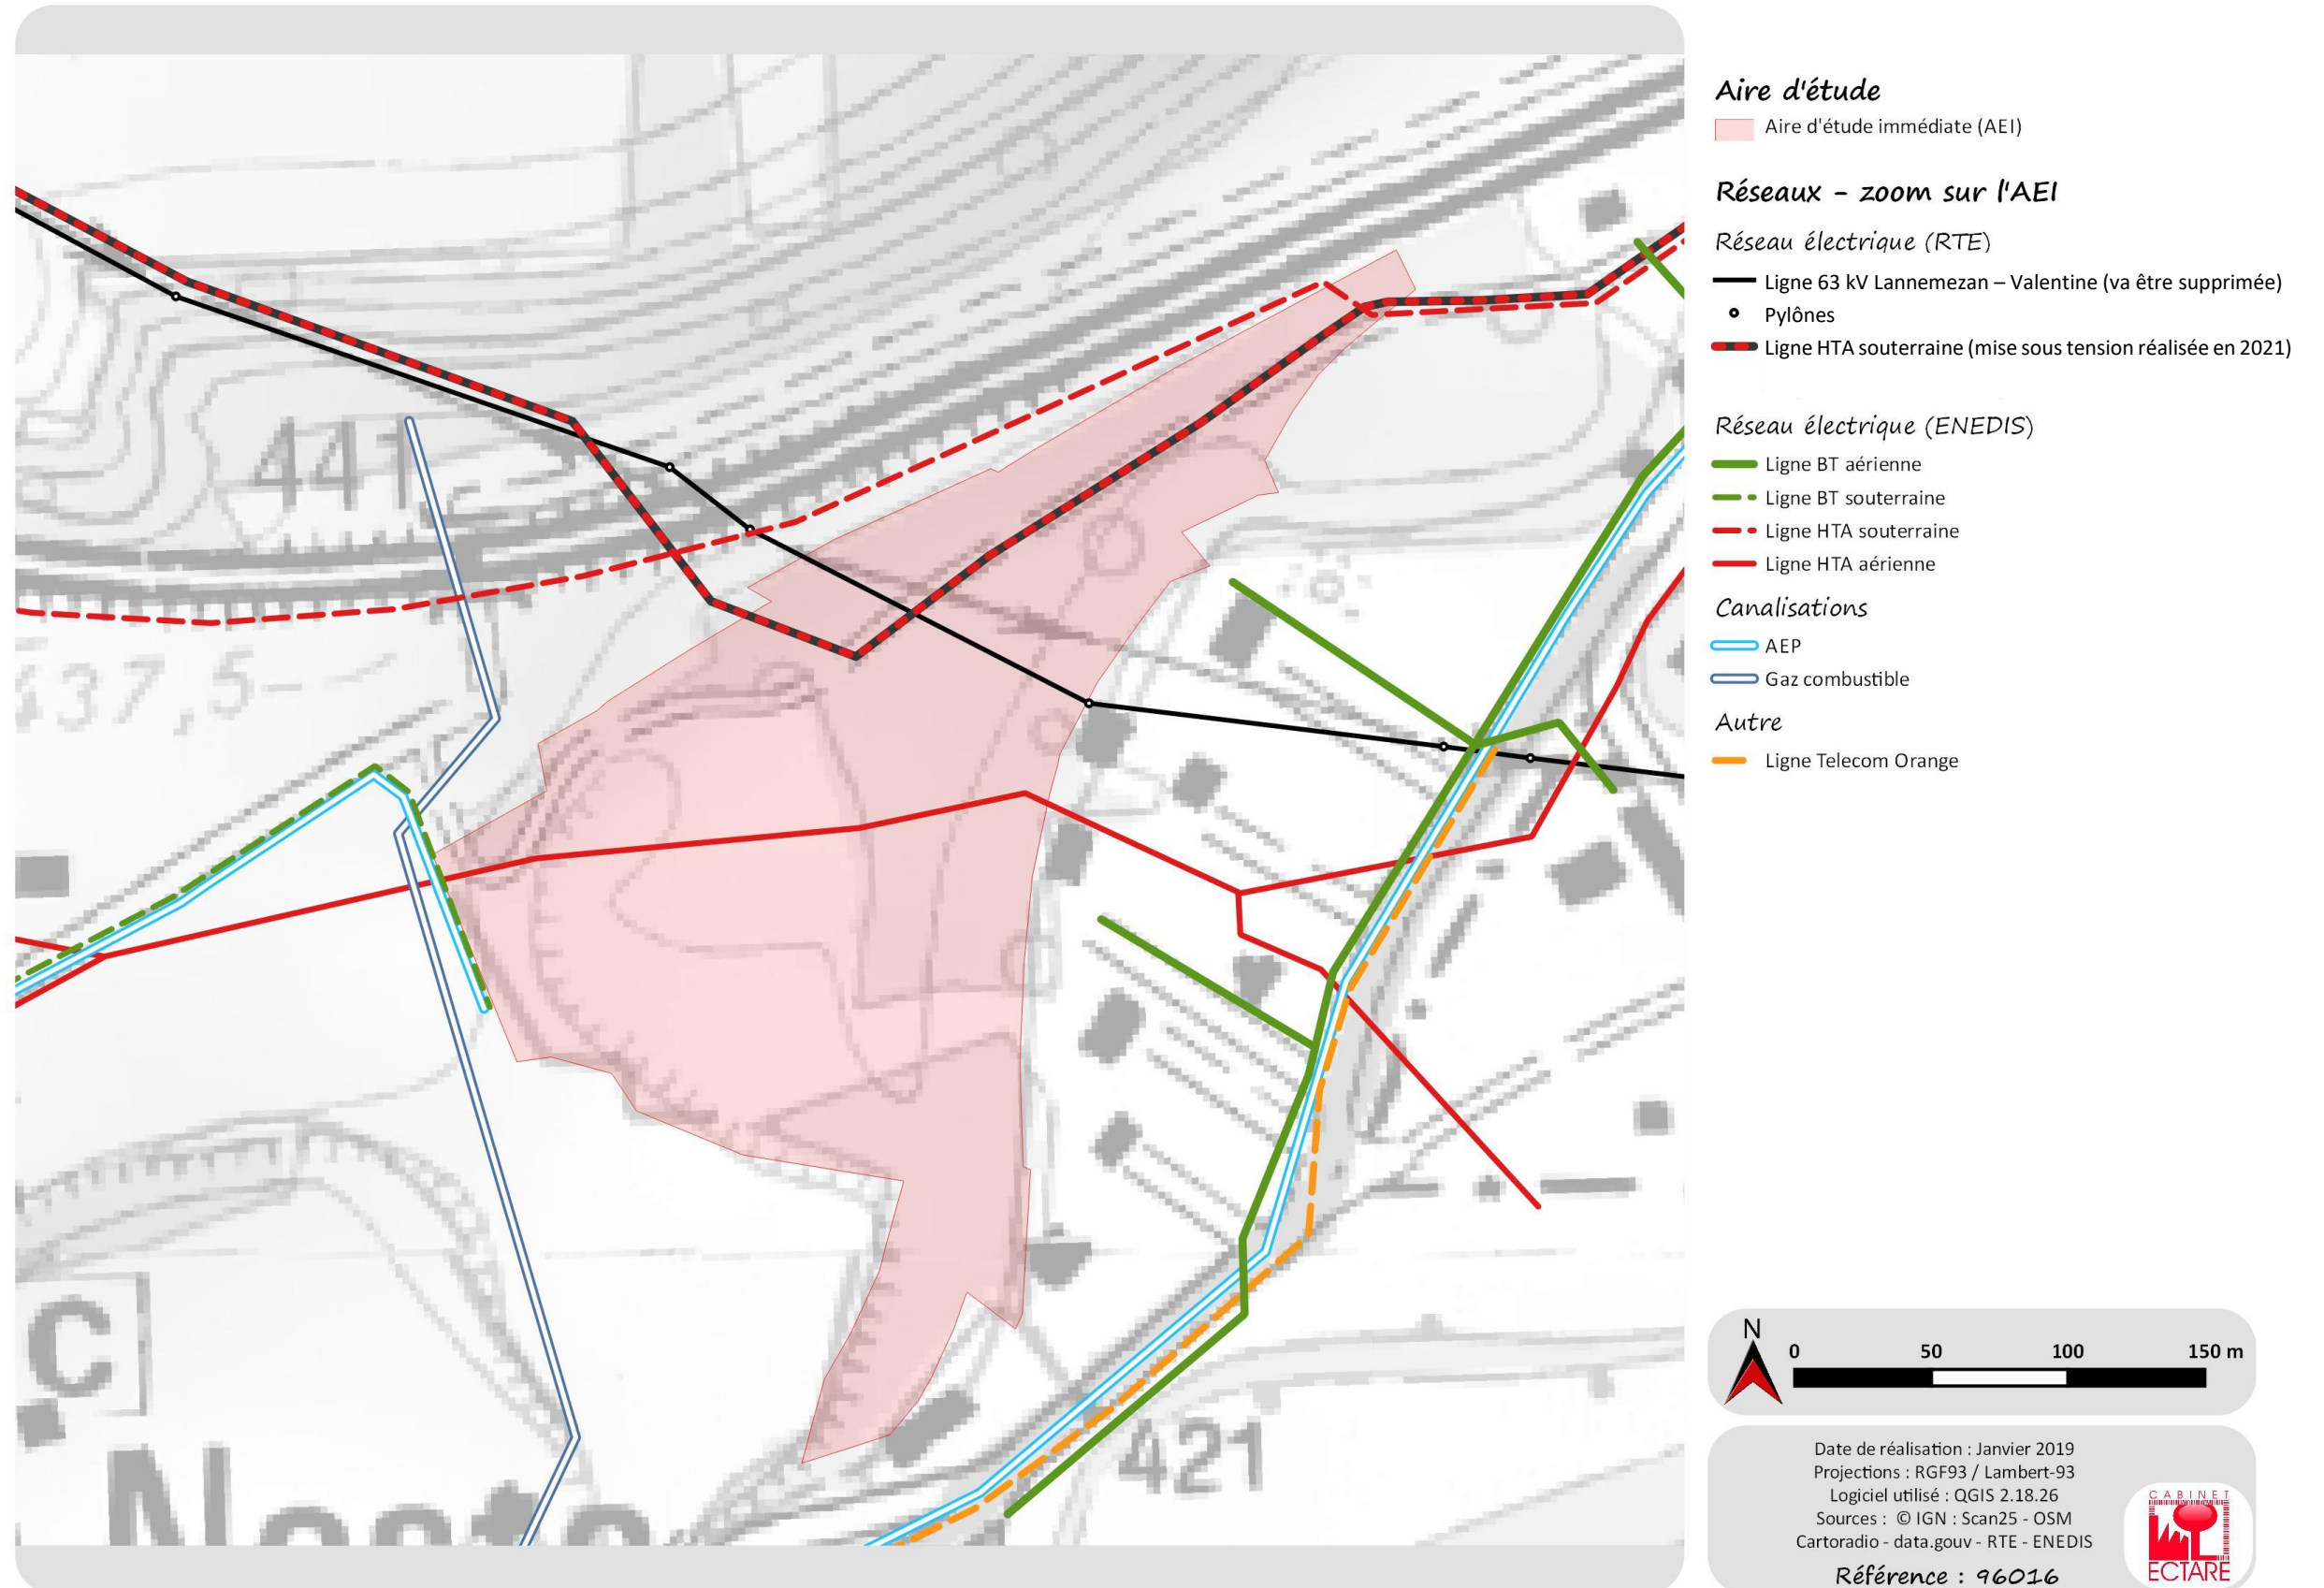 Aire d'étude
Aire d'étude immédiate (AEI)
Réseaux - zoom sur l'AEI
Réseau électrique (RTE)
Ligne 63 kV Lannemezan – Valentine (va être supprimée)
Pylônes
Ligne HTA souterraine (mise sous tension réalisée en 2021)
Réseau électrique (ENEDIS)
Ligne BT aérienne
Ligne BT souterraine
Ligne HTA souterraine
Ligne HTA aérienne
Canalisations
AEP
Gaz combustible
Autre
Ligne Telecom Orange
441
437,5
C
421
N
0 50 100 150 m
Date de réalisation : Janvier 2019
Projections : RGF93 / Lambert-93
Logiciel utilisé : QGIS 2.18.26
Sources : © IGN : Scan25 - OSM
Cartoradio - data.gouv - RTE - ENEDIS
Référence : 96016
CABINET
ECTARE